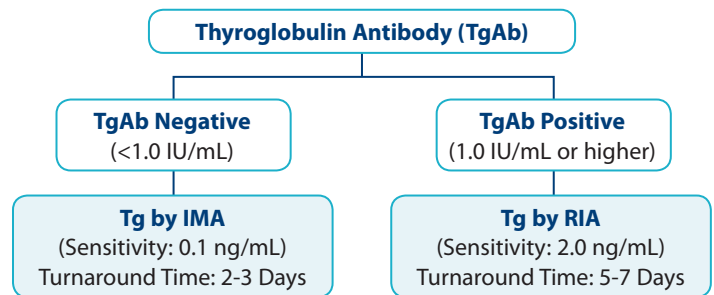 Thyroglobulin Antibody (TgAb)
TgAb Negative
(<1.0 IU/mL)
TgAb Positive
(1.0 IU/mL or higher)
Tg by IMA
(Sensitivity: 0.1 ng/mL)
Turnaround Time: 2-3 Days
Tg by RIA
(Sensitivity: 2.0 ng/mL)
Turnaround Time: 5-7 Days